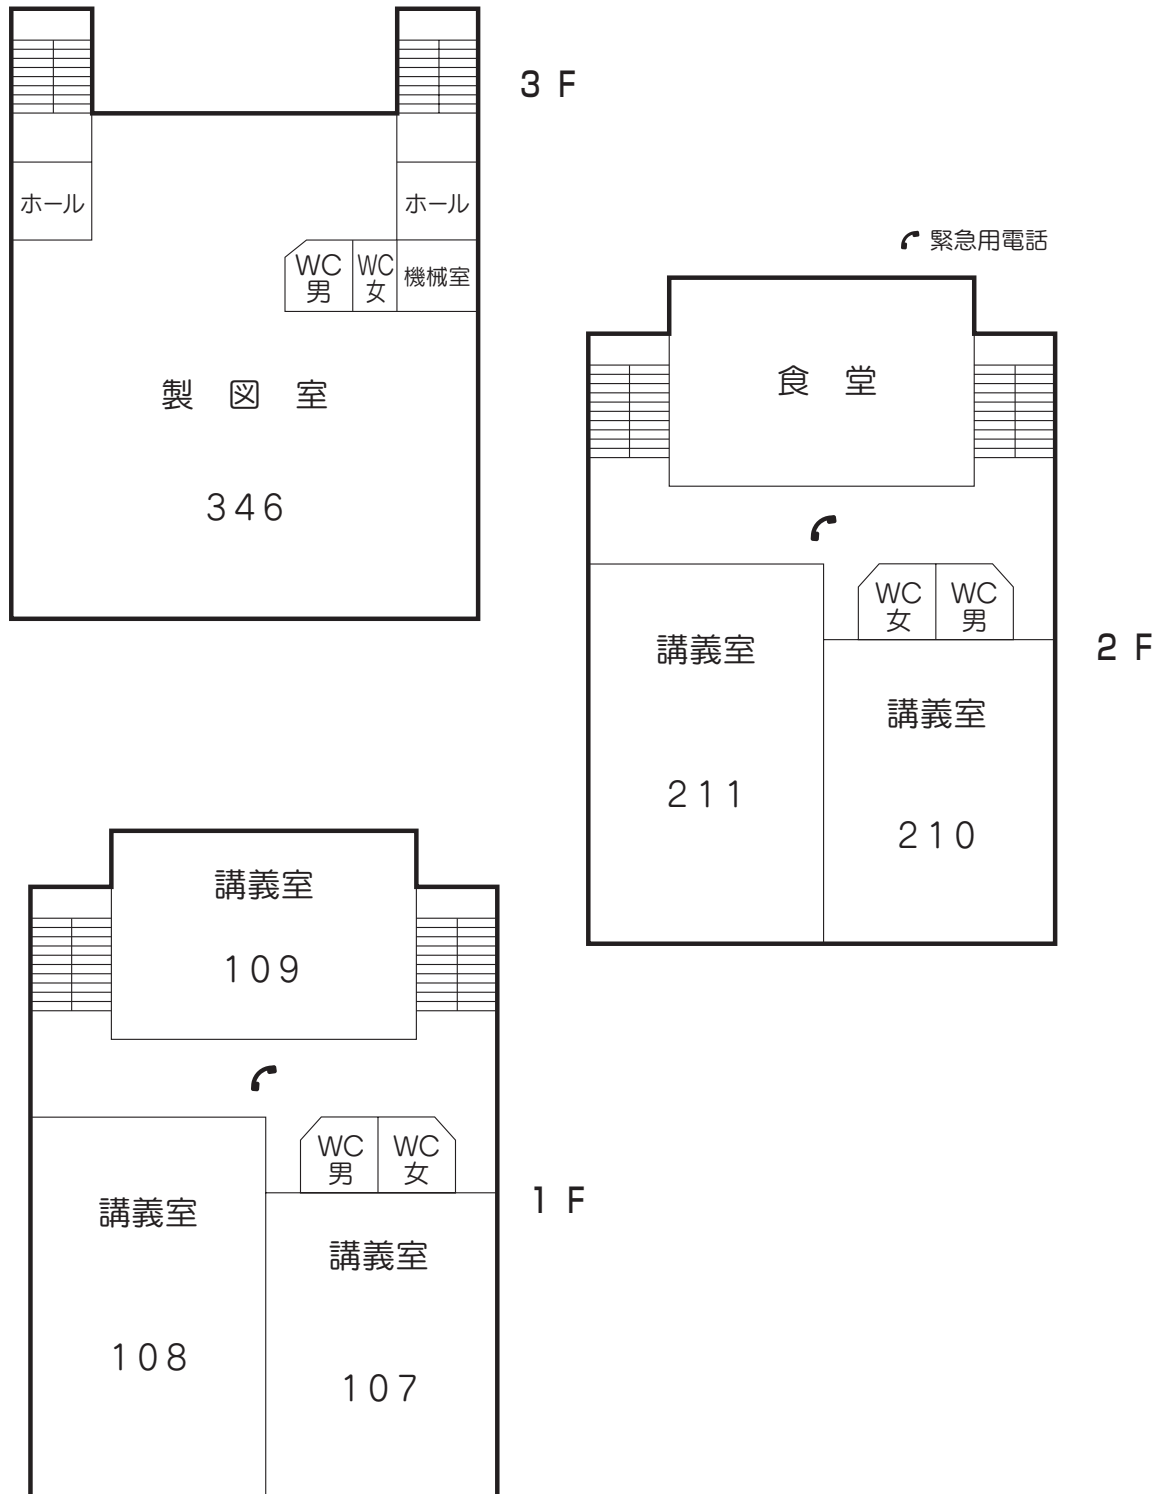 3 F
ホール
ホール
WC
男
WC
女
機械室
製 図 室
346
緊急用電話
食 堂
WC
女
WC
男
2 F
講義室
211
講義室
210
講義室
109
WC
男
WC
女
1 F
講義室
108
講義室
107